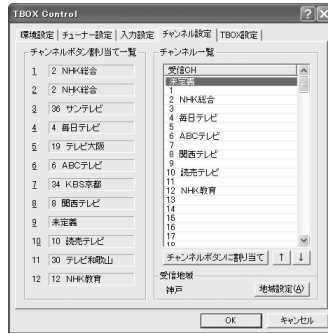 TBOX Control
環境設定 チューナー設定 入力設定 チャンネル設定 TBOX設定
チャンネルボタン割り当て一覧
1 2 NHK総合
2 2 NHK総合
3 36 サンテレビ
4 4 毎日テレビ
5 19 テレビ大阪
6 6 ABCテレビ
7 34 KBS京都
8 8 関西テレビ
9 未定義
10 10 読売テレビ
11 30 テレビ和歌山
12 12 NHK教育
チャンネル一覧
受信CH
未定義
1
2 NHK総合
3
4 毎日テレビ
5
6 ABCテレビ
7
8 関西テレビ
9
10 読売テレビ
11
12 NHK教育
13
14
15
16
17
18
チャンネルボタンに割り当て ↑ ↓
受信地域
神戸 地域設定(A)
OK キャンセル